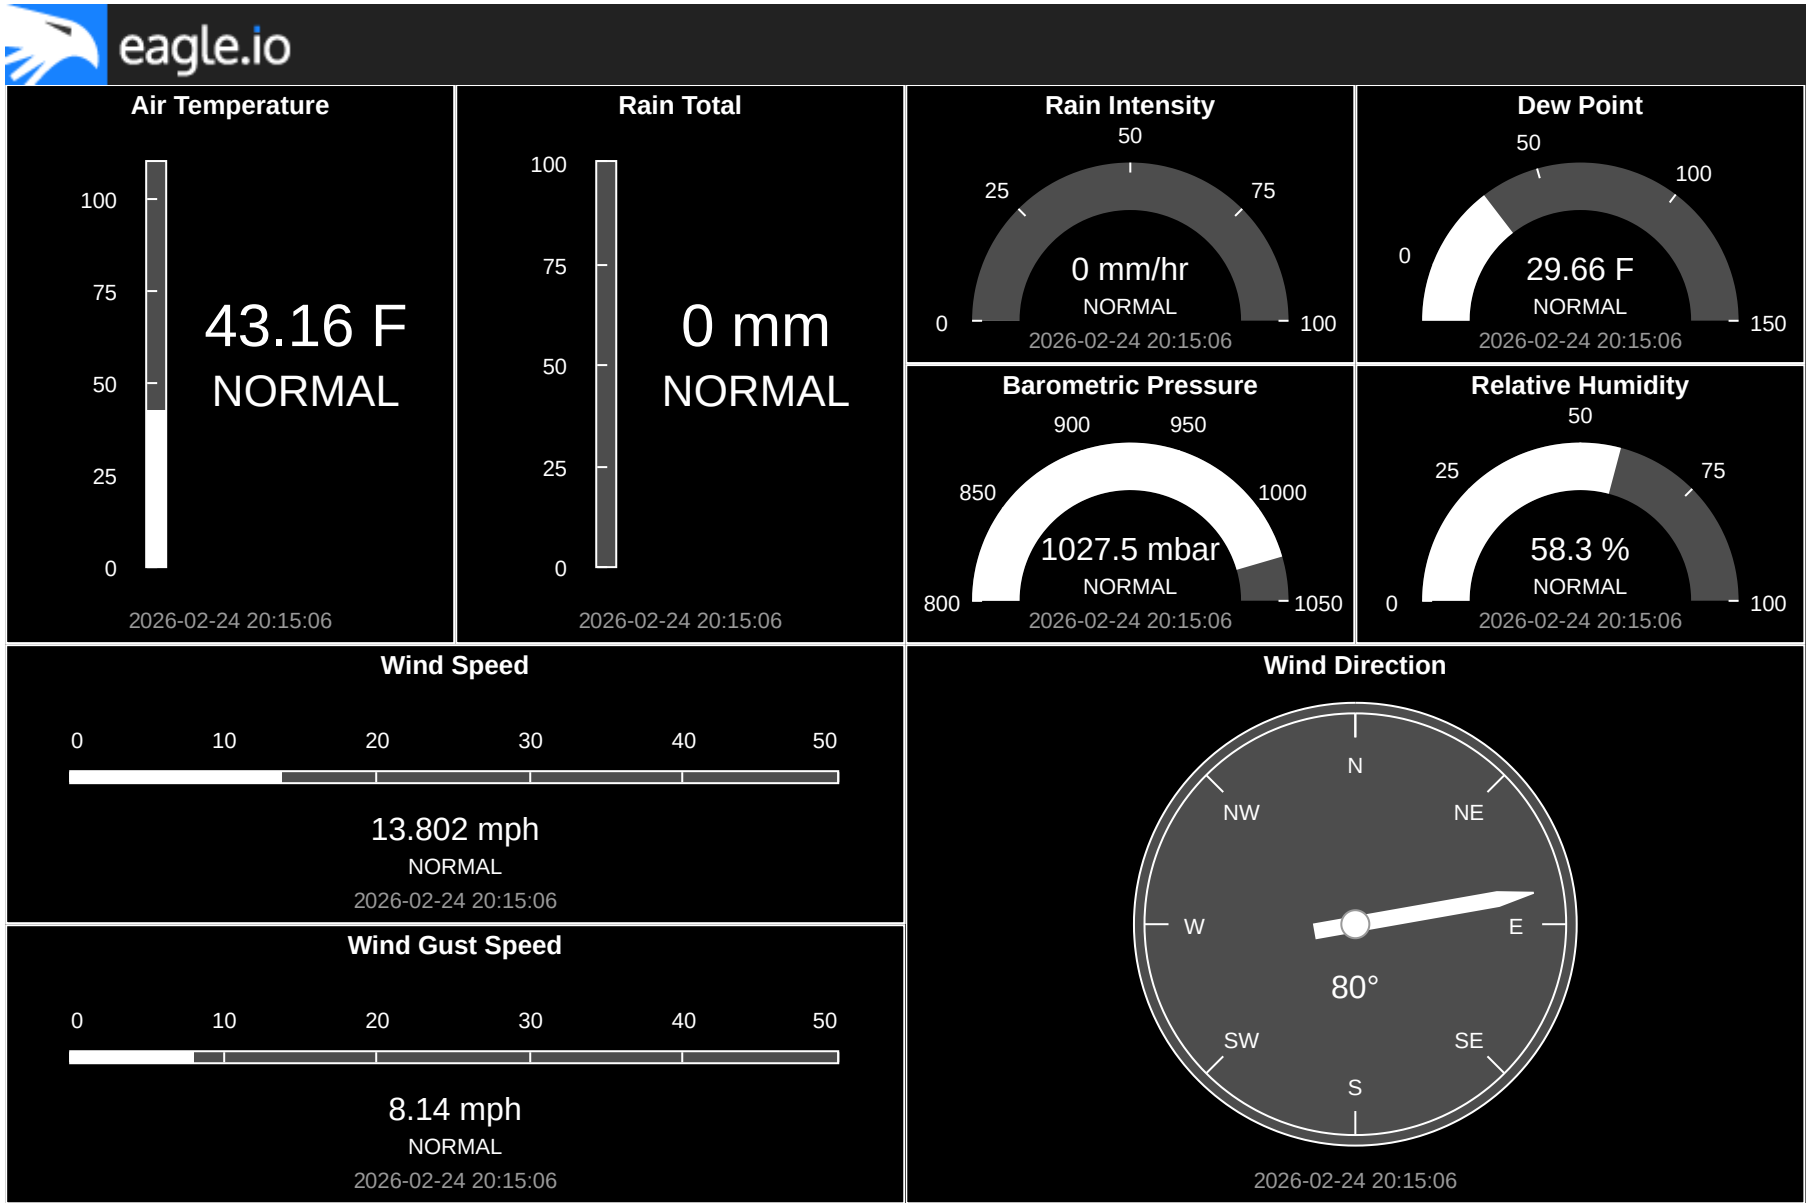 eagle.io
Air Temperature
100
75
50
25
0
43.16 F
NORMAL
2026-02-24 20:15:06
Rain Total
100
75
50
25
0
0 mm
NORMAL
2026-02-24 20:15:06
Rain Intensity
0
25
50
75
100
0 mm/hr
NORMAL
2026-02-24 20:15:06
Dew Point
0
50
100
150
29.66 F
NORMAL
2026-02-24 20:15:06
Barometric Pressure
800
850
900
950
1000
1050
1027.5 mbar
NORMAL
2026-02-24 20:15:06
Relative Humidity
0
25
50
75
100
58.3 %
NORMAL
2026-02-24 20:15:06
Wind Speed
0 10 20 30 40 50
13.802 mph
NORMAL
2026-02-24 20:15:06
Wind Gust Speed
0 10 20 30 40 50
8.14 mph
NORMAL
2026-02-24 20:15:06
Wind Direction
N
NW NE
W E
80°
SW SE
S
2026-02-24 20:15:06